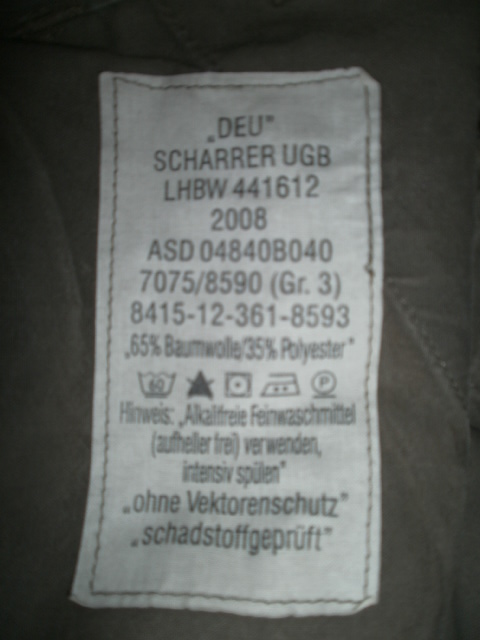 „DEU"
SCHARRER UGB
LHBW 441612
2008
ASD 04840B040
7075/8590 (Gr. 3)
8415-12-361-8593
„65% Baumwolle/35% Polyester"
60 P
Hinweis: „Alkalifreie Feinwaschmittel
(aufheller frei) verwenden,
intensiv spülen"
„ohne Vektorenschutz"
„schadstoffgeprüft"